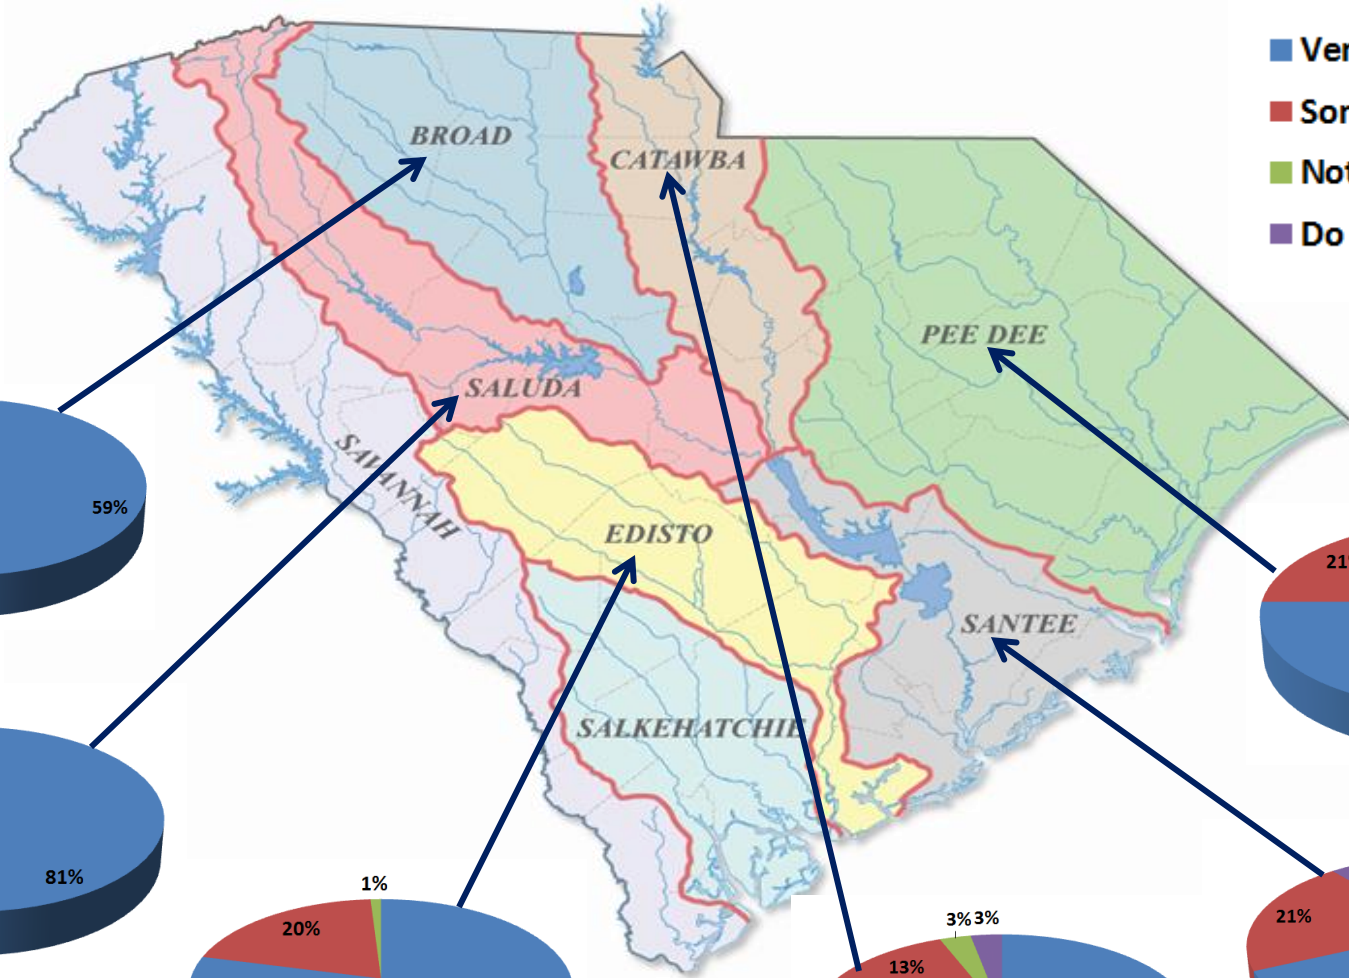 Ver
Sor
Not
Do
BROAD
CATAWBA
PEE DEE
SALUDA
SAVANNAH
EDISTO
SANTEE
SALKEHATCHIE
59%
81%
1%
20%
3% 3%
13%
21
21%